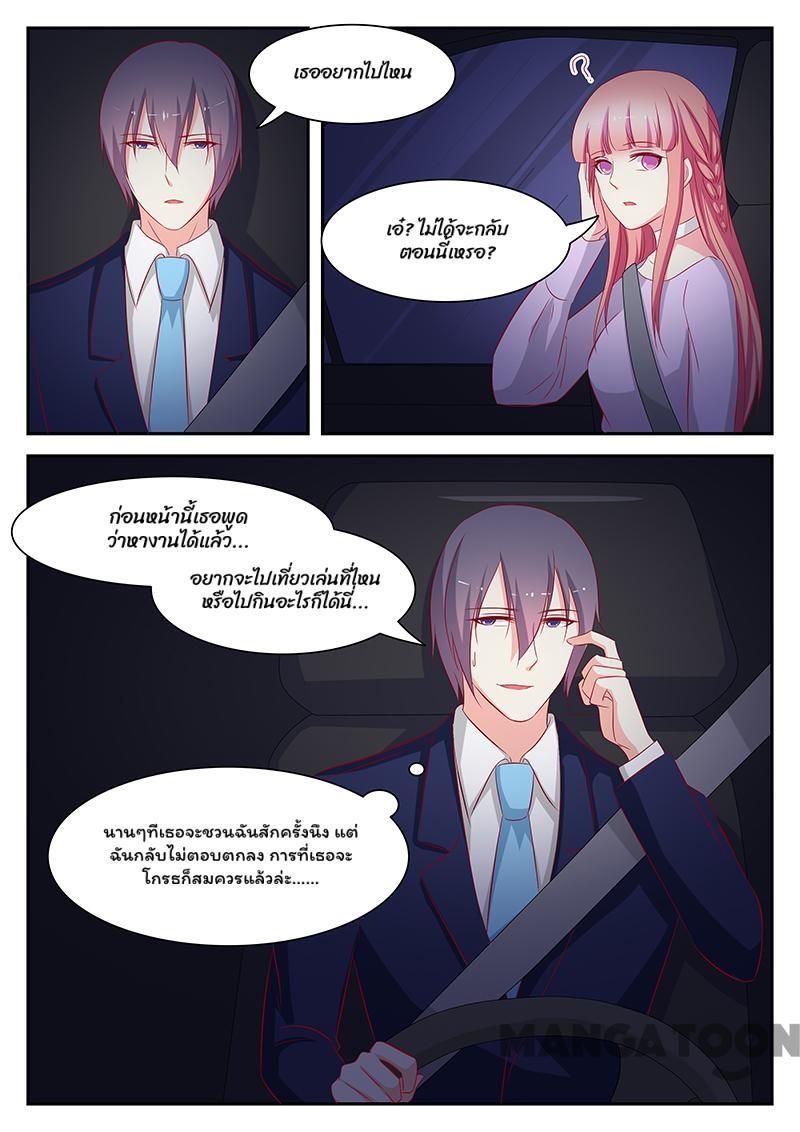 เธออยากไปไหน
?
เอ๋? ไม่ได้จะกลับ
ตอนนี้เหรอ?
ก่อนหน้านี้เธอพูด
ว่าหางานได้แล้ว...
อยากจะไปเที่ยวเล่นที่ไหน
หรือไปกินอะไรก็ได้นี่...
นานๆทีเธอจะชวนฉันสักครั้งนึง แต่
ฉันกลับไม่ตอบตกลง การที่เธอจะ
โกรธก็สมควรแล้วล่ะ......
MANGATOON